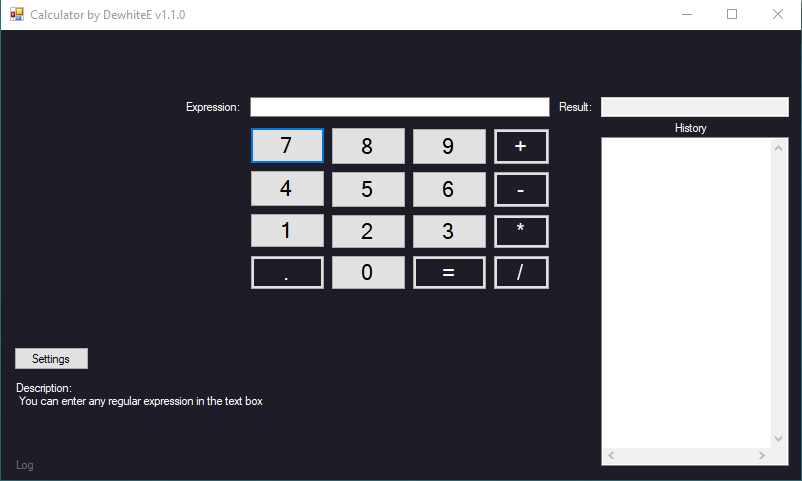 Calculator by DewhiteE v1.1.0
Expression: Result:
History
7 8 9 +
4 5 6 -
1 2 3 *
. 0 = /
Settings
Description:
You can enter any regular expression in the text box
Log